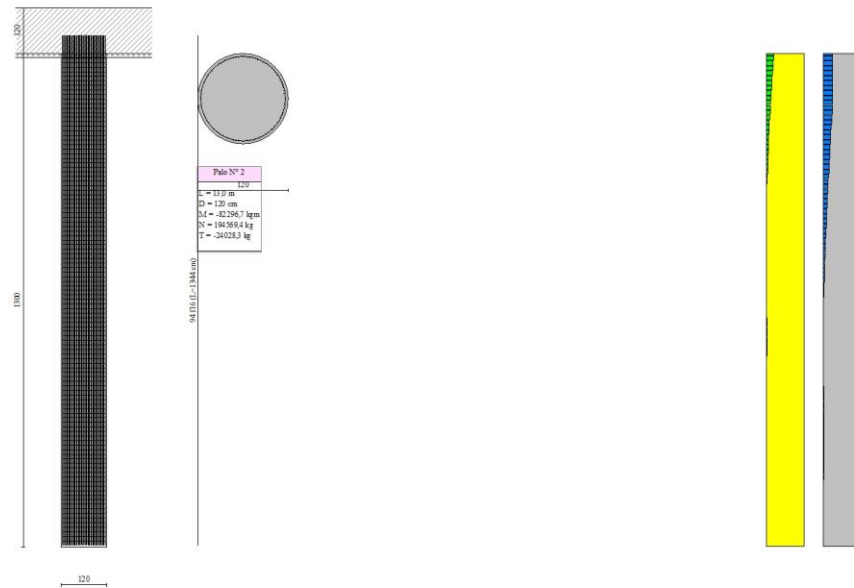 120
1300
120
Palo N° 2
120
L = 13,0 m
D = 120 cm
M = -82296,7 kgm
N = 194569,4 kg
T = -24028,3 kg
94 f16 (L=1344 cm)